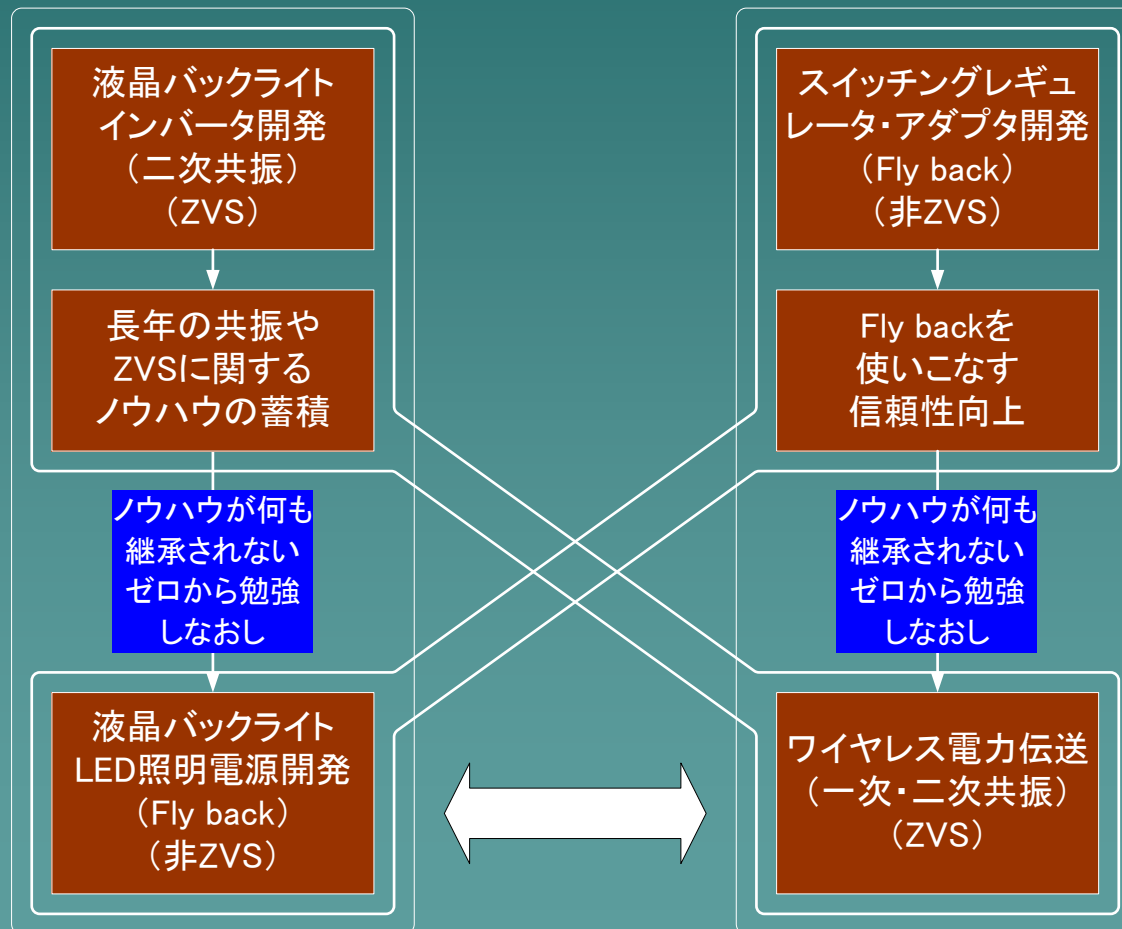 液晶バックライト
インバータ開発
（二次共振）
（ZVS）
長年の共振や
ZVSに関する
ノウハウの蓄積
ノウハウが何も
継承されない
ゼロから勉強
しなおし
液晶バックライト
LED照明電源開発
（Fly back）
（非ZVS）
スイッチングレギュ
レータ・アダプタ開発
（Fly back）
（非ZVS）
Fly backを
使いこなす
信頼性向上
ノウハウが何も
継承されない
ゼロから勉強
しなおし
ワイヤレス電力伝送
（一次・二次共振）
（ZVS）